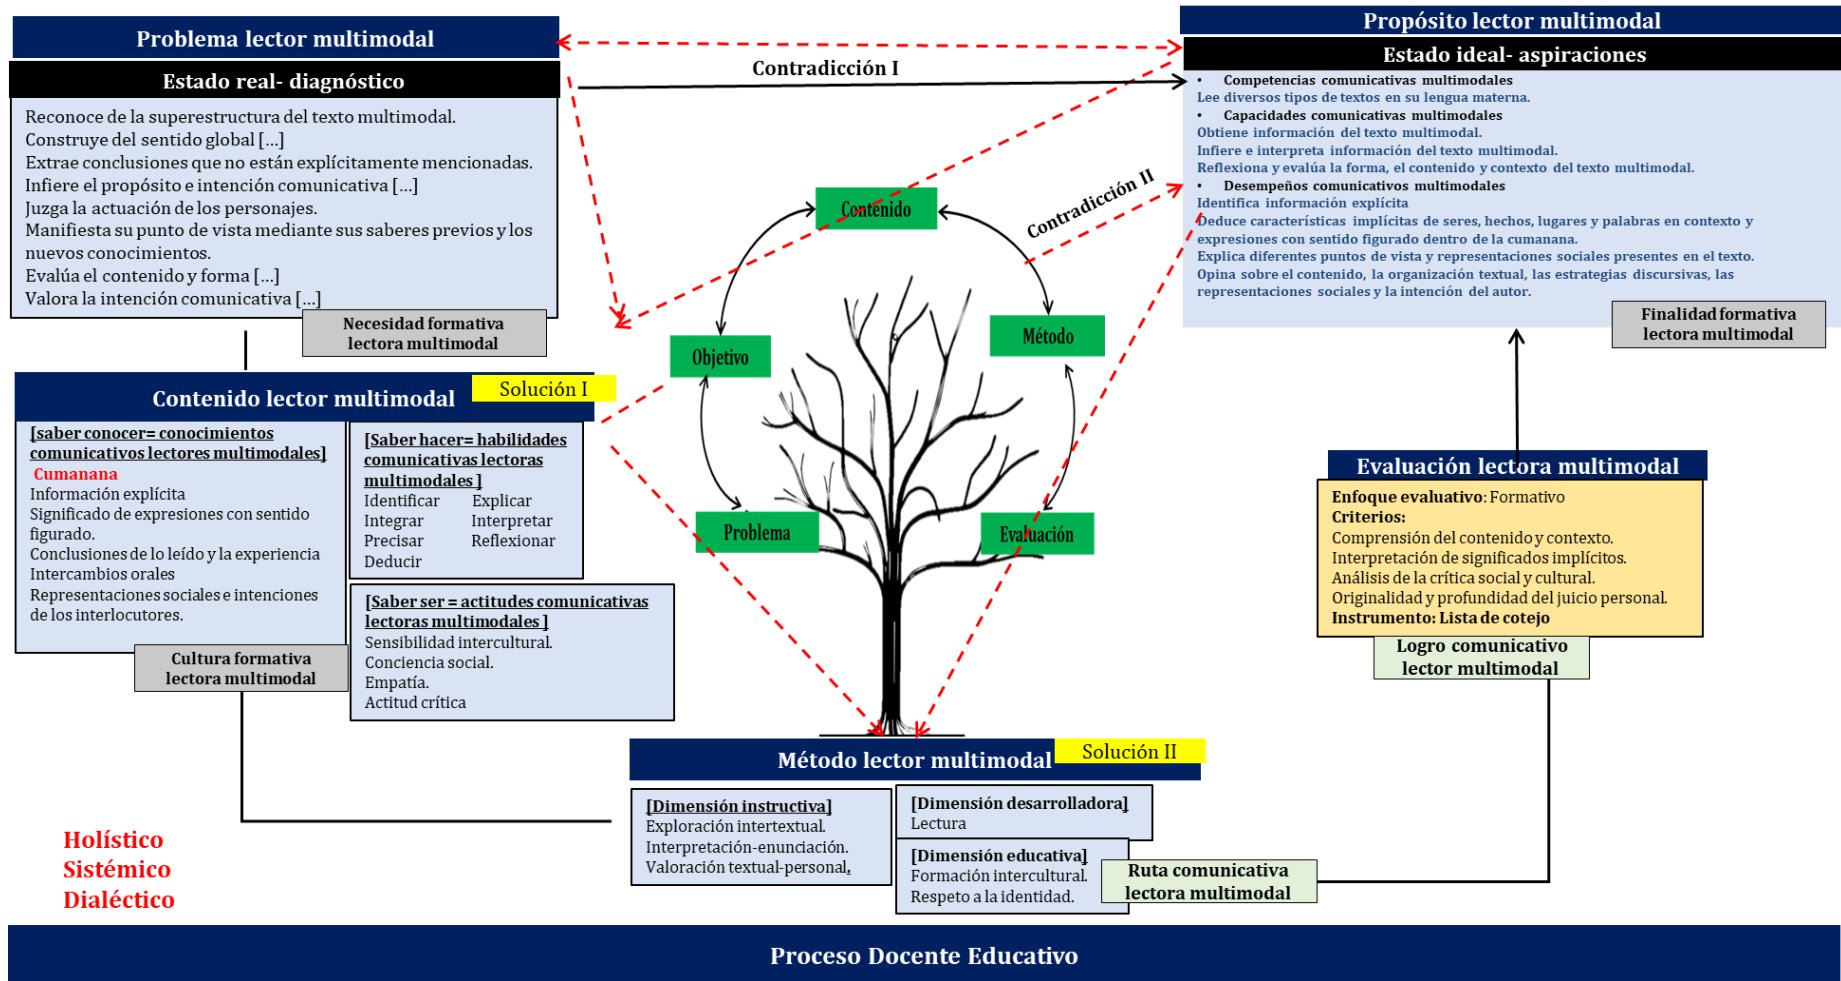 Problema lector multimodal
Estado real- diagnóstico
Reconoce de la superestructura del texto multimodal.
Construye del sentido global [...]
Extrae conclusiones que no están explícitamente mencionadas.
Infiere el propósito e intención comunicativa [...]
Juzga la actuación de los personajes.
Manifiesta su punto de vista mediante sus saberes previos y los
nuevos conocimientos.
Evalúa el contenido y forma [...]
Valora la intención comunicativa [...]
Necesidad formativa
lectora multimodal
Contradicción I
Propósito lector multimodal
Estado ideal- aspiraciones
• Competencias comunicativas multimodales
Lee diversos tipos de textos en su lengua materna.
• Capacidades comunicativas multimodales
Obtiene información del texto multimodal.
Infiere e interpreta información del texto multimodal.
Reflexiona y evalúa la forma, el contenido y contexto del texto multimodal.
• Desempeños comunicativos multimodales
Identifica información explícita
Deduce características implícitas de seres, hechos, lugares y palabras en contexto y
expresiones con sentido figurado dentro de la cumanana.
Explica diferentes puntos de vista y representaciones sociales presentes en el texto.
Opina sobre el contenido, la organización textual, las estrategias discursivas, las
representaciones sociales y la intención del autor.
Finalidad formativa
lectora multimodal
Contradicción II
Contenido
Objetivo
Método
Problema
Evaluación
Contenido lector multimodal
Solución I
[saber conocer= conocimientos
comunicativos lectores multimodales]
Cumanana
Información explícita
Significado de expresiones con sentido
figurado.
Conclusiones de lo leído y la experiencia
Intercambios orales
Representaciones sociales e intenciones
de los interlocutores.
Cultura formativa
lectora multimodal
[Saber hacer= habilidades
comunicativas lectoras
multimodales ]
Identificar Explicar
Integrar Interpretar
Precisar Reflexionar
Deducir
[Saber ser = actitudes comunicativas
lectoras multimodales ]
Sensibilidad intercultural.
Conciencia social.
Empatía.
Actitud crítica
Evaluación lectora multimodal
Enfoque evaluativo: Formativo
Criterios:
Comprensión del contenido y contexto.
Interpretación de significados implícitos.
Análisis de la crítica social y cultural.
Originalidad y profundidad del juicio personal.
Instrumento: Lista de cotejo
Logro comunicativo
lector multimodal
Método lector multimodal
Solución II
[Dimensión instructiva]
Exploración intertextual.
Interpretación-enunciación.
Valoración textual-personal.
[Dimensión desarrolladora]
Lectura
[Dimensión educativa]
Formación intercultural.
Respeto a la identidad.
Ruta comunicativa
lectora multimodal
Holístico
Sistémico
Dialéctico
Proceso Docente Educativo